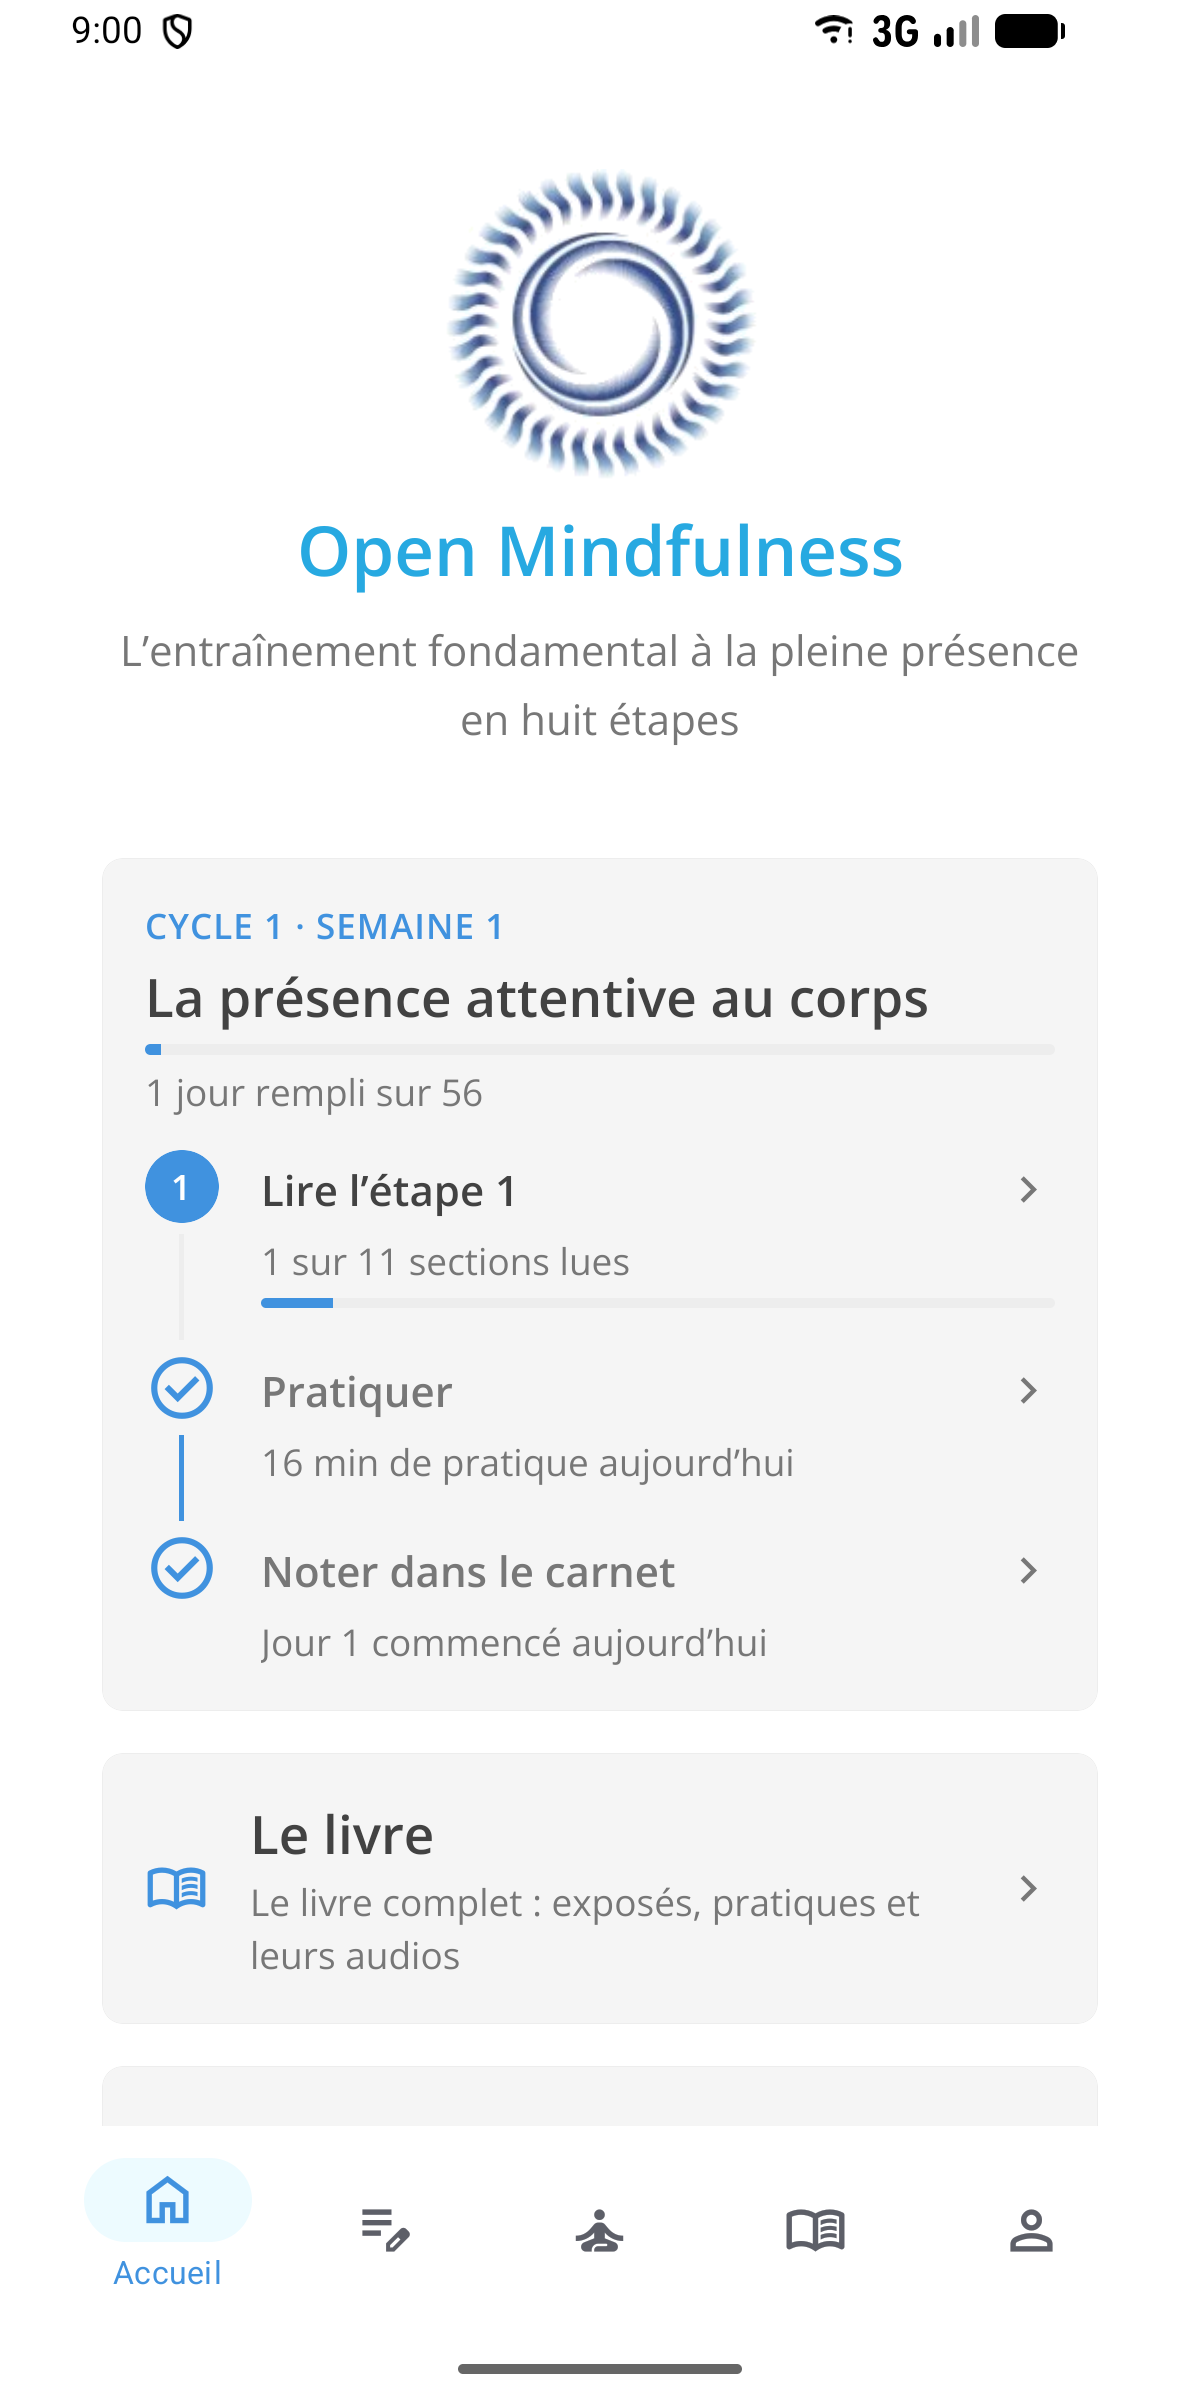 9:00
3G
Open Mindfulness
L’entraînement fondamental à la pleine présence
en huit étapes
CYCLE 1 · SEMAINE 1
La présence attentive au corps
1 jour rempli sur 56
1
Lire l’étape 1
1 sur 11 sections lues
Pratiquer
16 min de pratique aujourd’hui
Noter dans le carnet
Jour 1 commencé aujourd’hui
Le livre
Le livre complet : exposés, pratiques et
leurs audios
Accueil